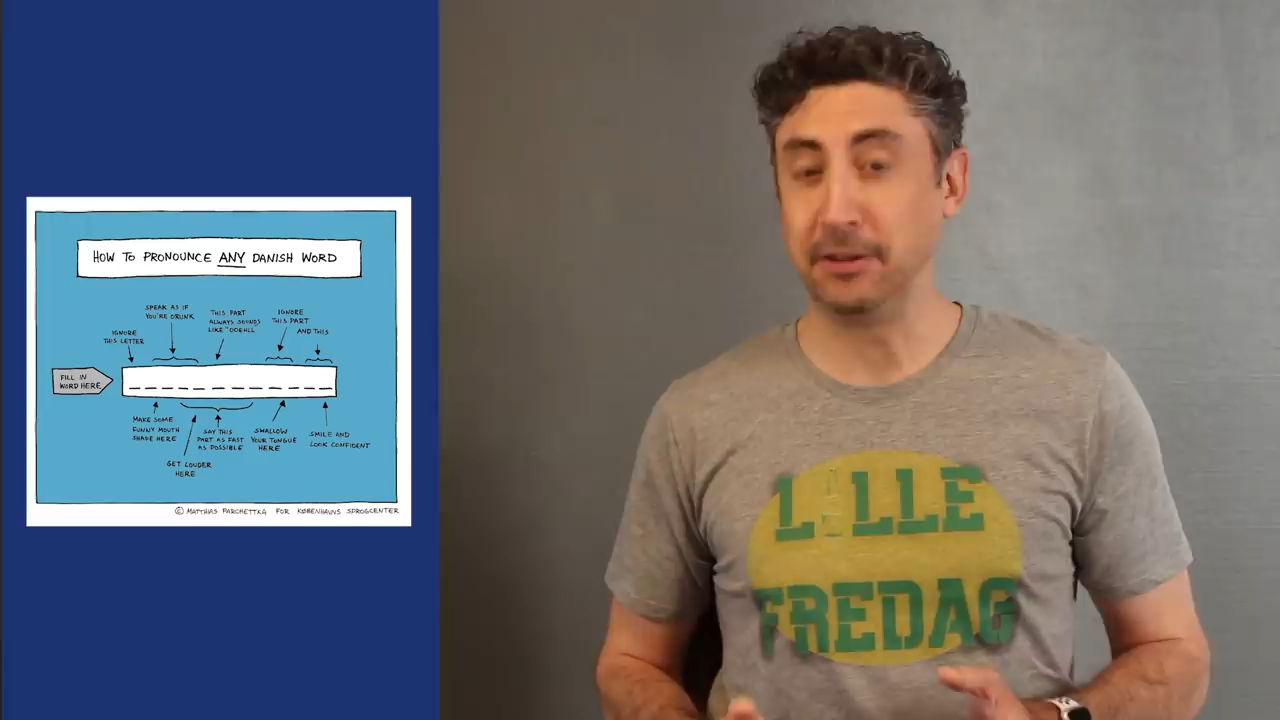 HOW TO PRONOUNCE ANY DANISH WORD
SPEAK AS IF
YOU'RE DRUNK
THIS PART
ALWAYS SOUNDS
LIKE "OOEHLL
IGNORE
THIS PART
AND THIS
IGNORE
THIS LETTER
FILL IN
WORD HERE
MAKE SOME
FUNNY MOUTH
SHAPE HERE
GET LOUDER
HERE
SAY THIS
PART AS FAST
AS POSSIBLE
SWALLOW
YOUR TONGUE
HERE
SMILE AND
LOOK CONFIDENT
© MATTHIAS PARCHETTKA FOR KØBENHAVNS SPROGCENTER
LILLE
FREDAG